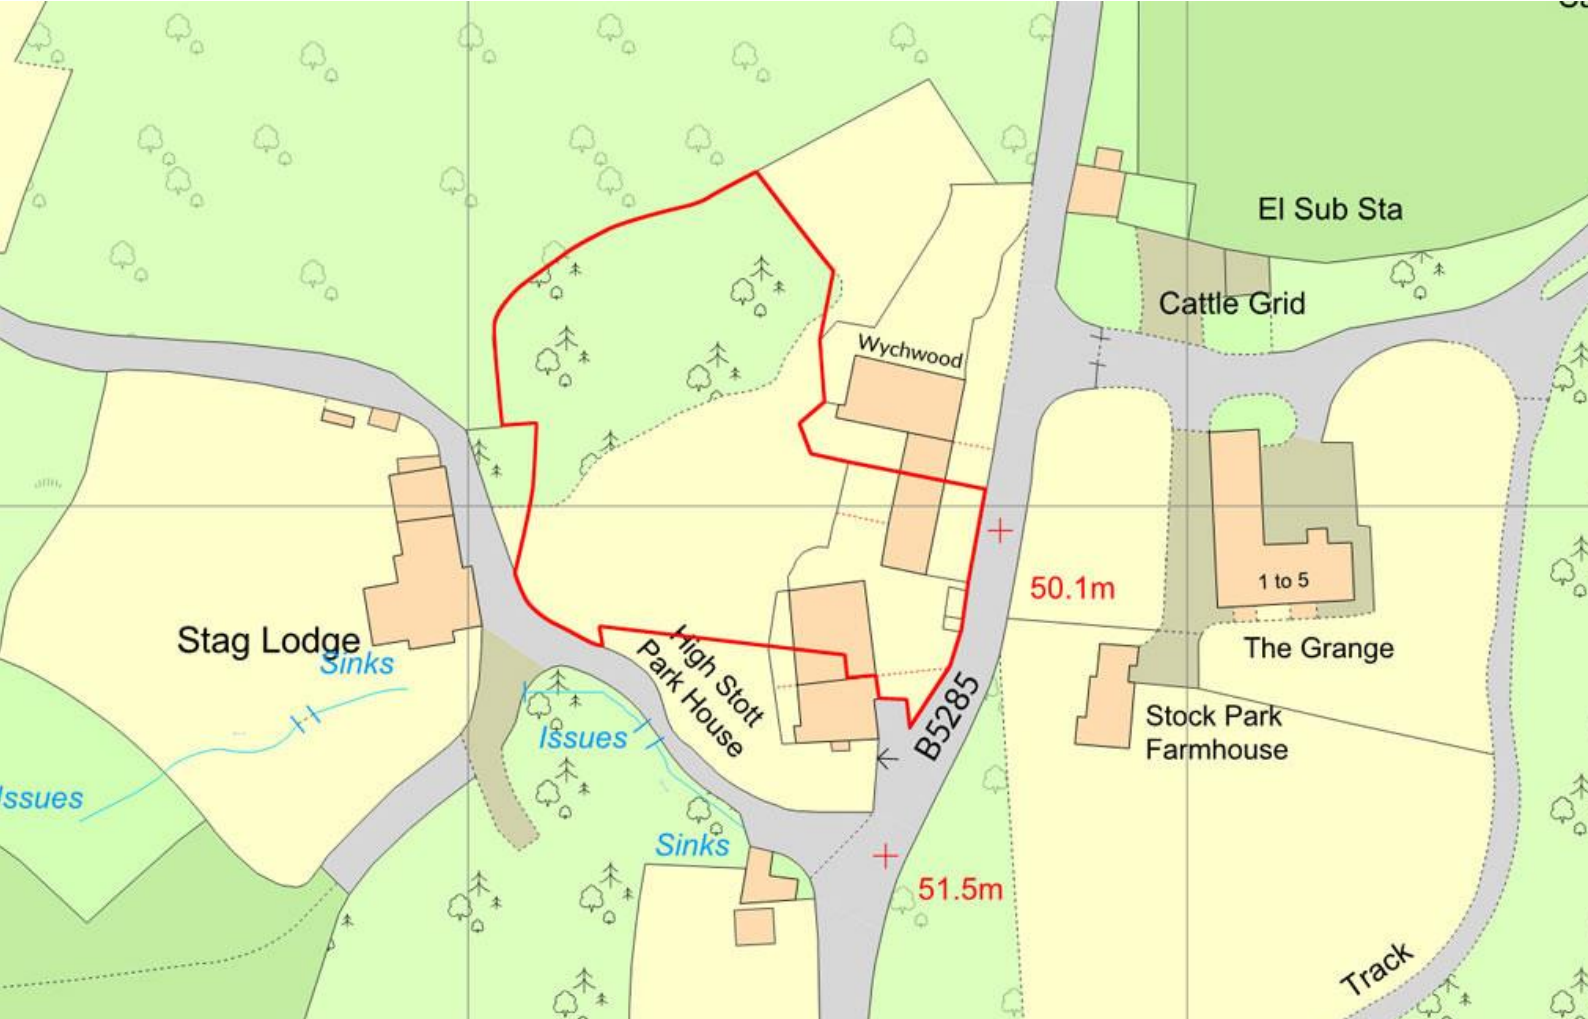 El Sub Sta
Cattle Grid
Wychwood
50.1m
1 to 5
Stag Lodge
Sinks
High Stott
Park House
The Grange
B5285
Stock Park
Farmhouse
Issues
Issues
Sinks
51.5m
Track